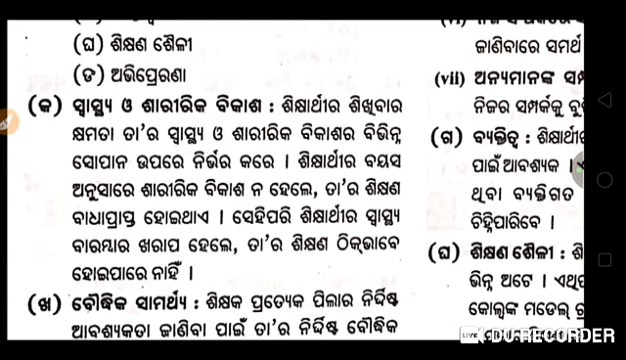 (ଘ) ଶିକ୍ଷଣ ଶୈଳୀ
(ଙ) ଅଭିପ୍ରେରଣା
(କ) ସ୍ୱାସ୍ଥ୍ୟ ଓ ଶାରୀରିକ ବିକାଶ : ଶିକ୍ଷାର୍ଥୀର ଶିଖିବାର
କ୍ଷମତା ତା'ର ସ୍ୱାସ୍ଥ୍ୟ ଓ ଶାରୀରିକ ବିକାଶର ବିଭିନ୍ନ
ସୋପାନ ଉପରେ ନିର୍ଭର କରେ । ଶିକ୍ଷାର୍ଥୀର ବୟସ
ଅନୁସାରେ ଶାରୀରିକ ବିକାଶ ନ ହେଲେ, ତା'ର ଶିକ୍ଷଣ
ବାଧାପ୍ରାପ୍ତ ହୋଇଥାଏ । ସେହିପରି ଶିକ୍ଷାର୍ଥୀର ସ୍ୱାସ୍ଥ୍ୟ
ବାରମ୍ବାର ଖରାପ ହେଲେ, ତା'ର ଶିକ୍ଷଣ ଠିକ୍‌ଭାବେ
ହୋଇପାରେ ନାହିଁ ।
(ଖ) ବୌଦ୍ଧିକ ସାମର୍ଥ୍ୟ : ଶିକ୍ଷକ ପ୍ରତ୍ୟେକ ପିଲାର ନିର୍ଦ୍ଦିଷ୍ଟ
ଆବଶ୍ୟକତା ଜାଣିବା ପାଇଁ ତା'ର ନିର୍ଦ୍ଦିଷ୍ଟ ବୌଦ୍ଧିକ
ଜାଣିବାରେ ସମର୍ଥ
(vii) ଅନ୍ୟମାନଙ୍କ
ନିଜର ସମ୍ପର୍କକୁ
(ଗ) ବ୍ୟକ୍ତିତ୍ୱ : ଶିକ୍ଷାର୍ଥୀ
ପାଇଁ ଆବଶ୍ୟକ ।
ଥିବା ବ୍ୟକ୍ତିଗତ
ଚିହ୍ନିପାରିବେ ।
(ଘ) ଶିକ୍ଷଣ ଶୈଳୀ :
ଭିନ୍ନ ଅଟେ ।
କୋଲ୍‌ଙ୍କ ମଡେଲ୍
LIVE DU RECORDER